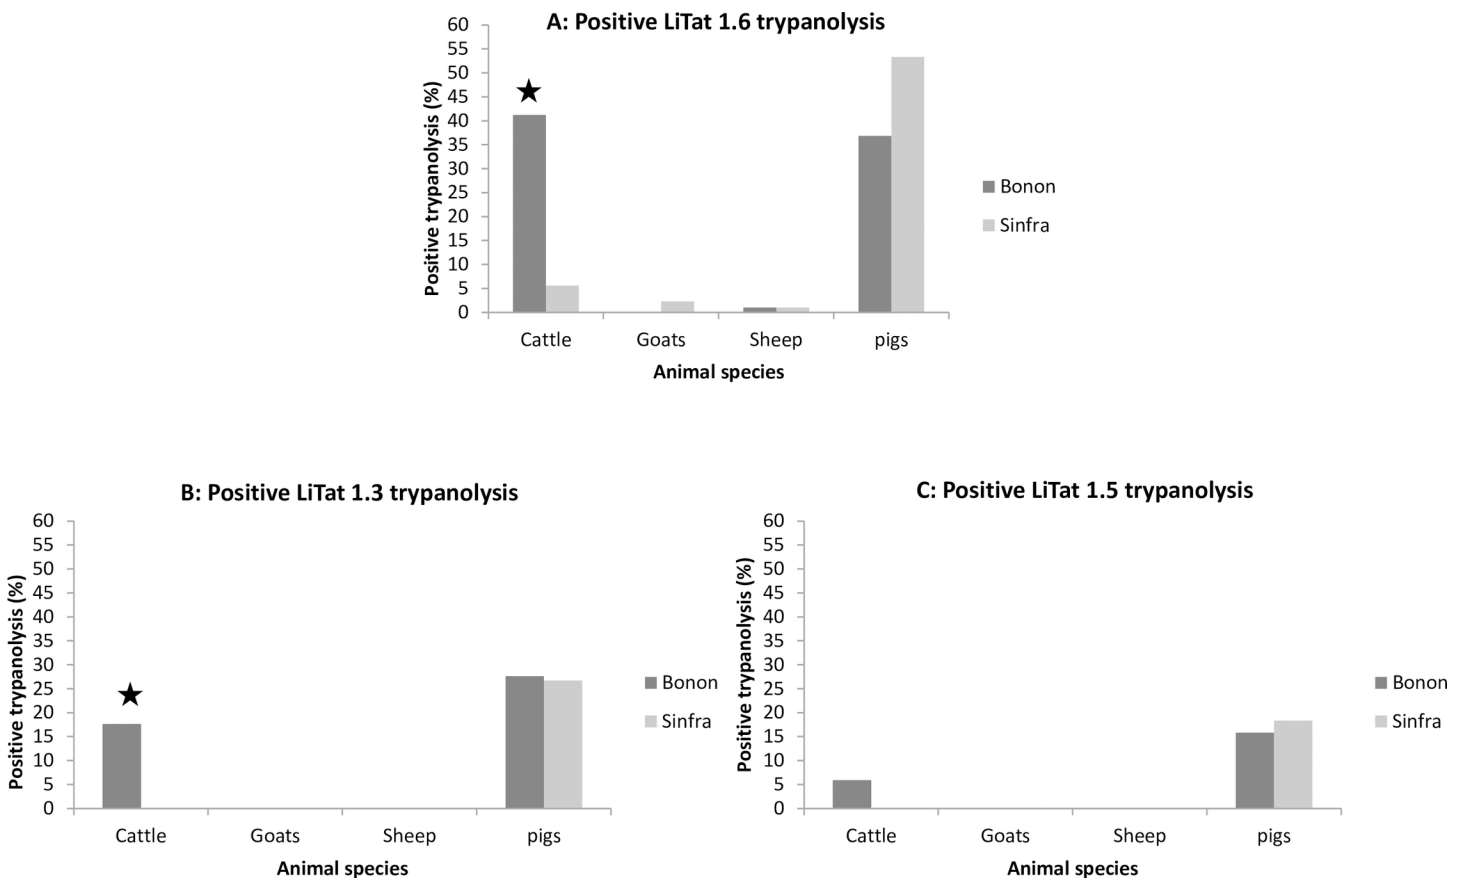 A: Positive LiTat 1.6 trypanolysis
Positive trypanolysis (%)
60
55
50
45
40
35
30
25
20
15
10
5
0
Cattle Goats Sheep pigs
Animal species
Bonon
Sinfra
B: Positive LiTat 1.3 trypanolysis
Positive trypanolysis (%)
60
55
50
45
40
35
30
25
20
15
10
5
0
Cattle Goats Sheep pigs
Animal species
Bonon
Sinfra
C: Positive LiTat 1.5 trypanolysis
Positive trypanolysis (%)
60
55
50
45
40
35
30
25
20
15
10
5
0
Cattle Goats Sheep pigs
Animal species
Bonon
Sinfra